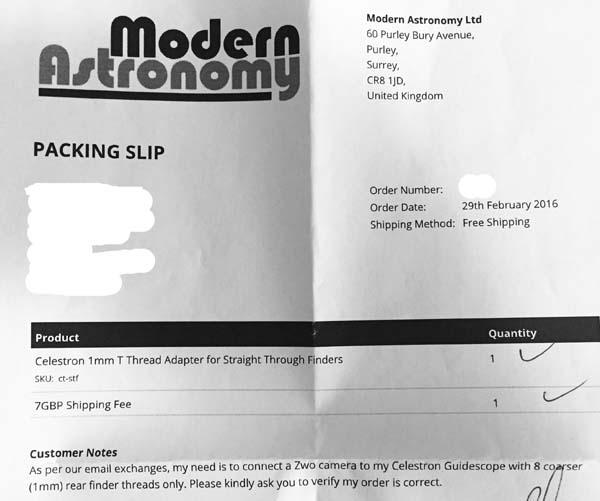 Modern
Astronomy
Modern Astronomy Ltd
60 Purley Bury Avenue,
Purley,
Surrey,
CR8 1JD,
United Kingdom
PACKING SLIP
Order Number:
Order Date: 29th February 2016
Shipping Method: Free Shipping
Product Quantity
Celestron 1mm T Thread Adapter for Straight Through Finders 1
SKU: ct-stf
7GBP Shipping Fee 1
Customer Notes
As per our email exchanges, my need is to connect a Zwo camera to my Celestron Guidescope with 8 coarser
(1mm) rear finder threads only. Please kindly ask you to verify my order is correct.